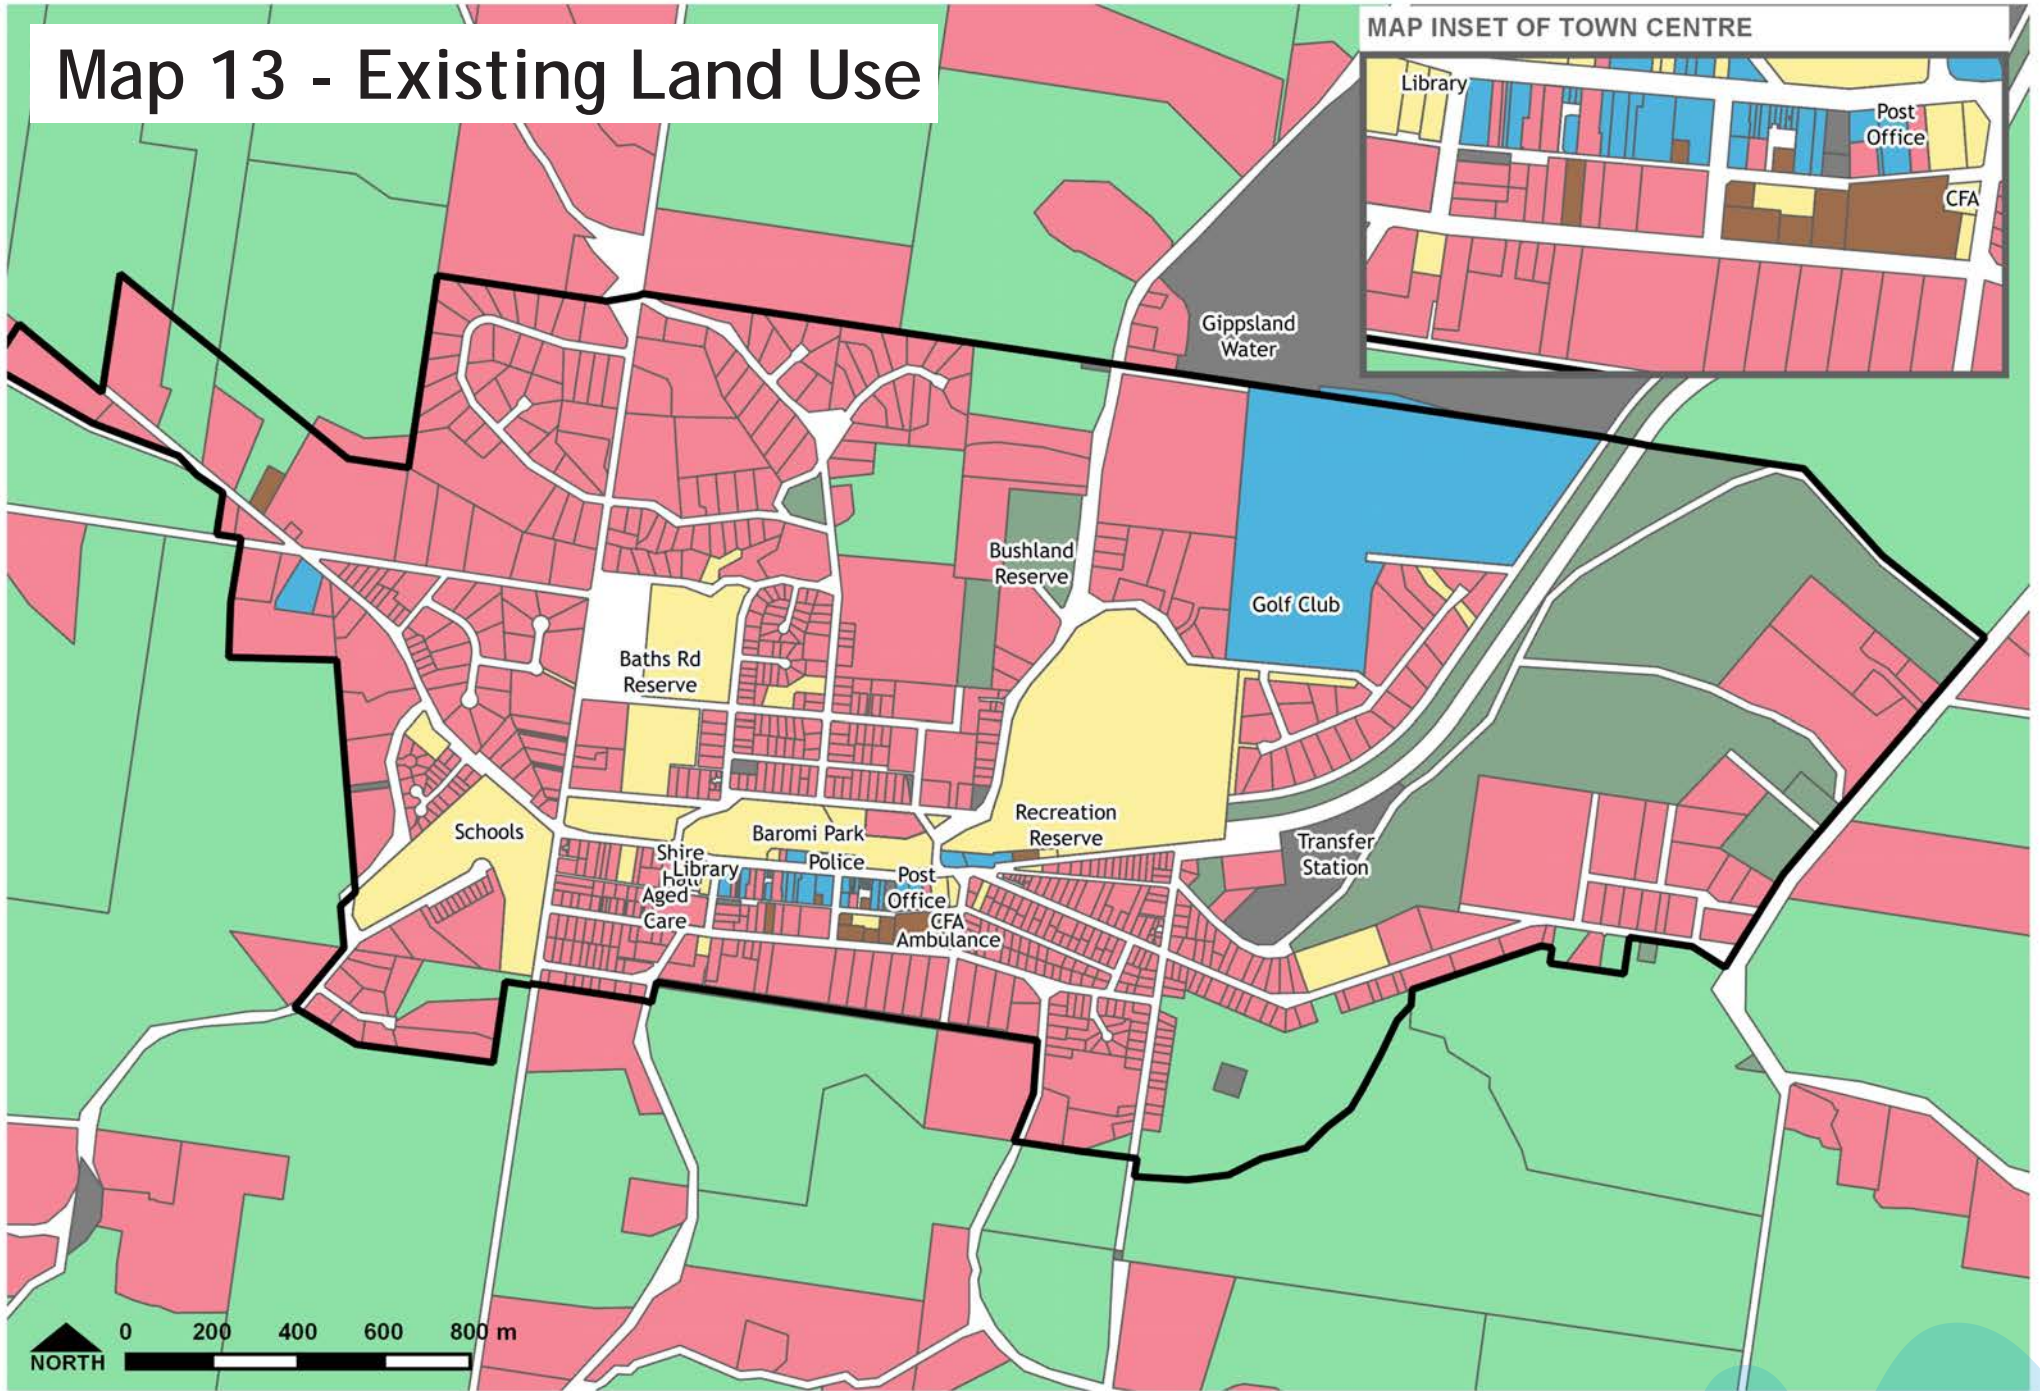 Map 13 - Existing Land Use
MAP INSET OF TOWN CENTRE
Library
Post
Office
CFA
Gippsland
Water
Bushland
Reserve
Golf Club
Baths Rd
Reserve
Schools
Baromi Park
Recreation
Reserve
Transfer
Station
Shire
Hall
Library
Police
Post
Office
Aged
Care
CFA
Ambulance
0 200 400 600 800 m
NORTH